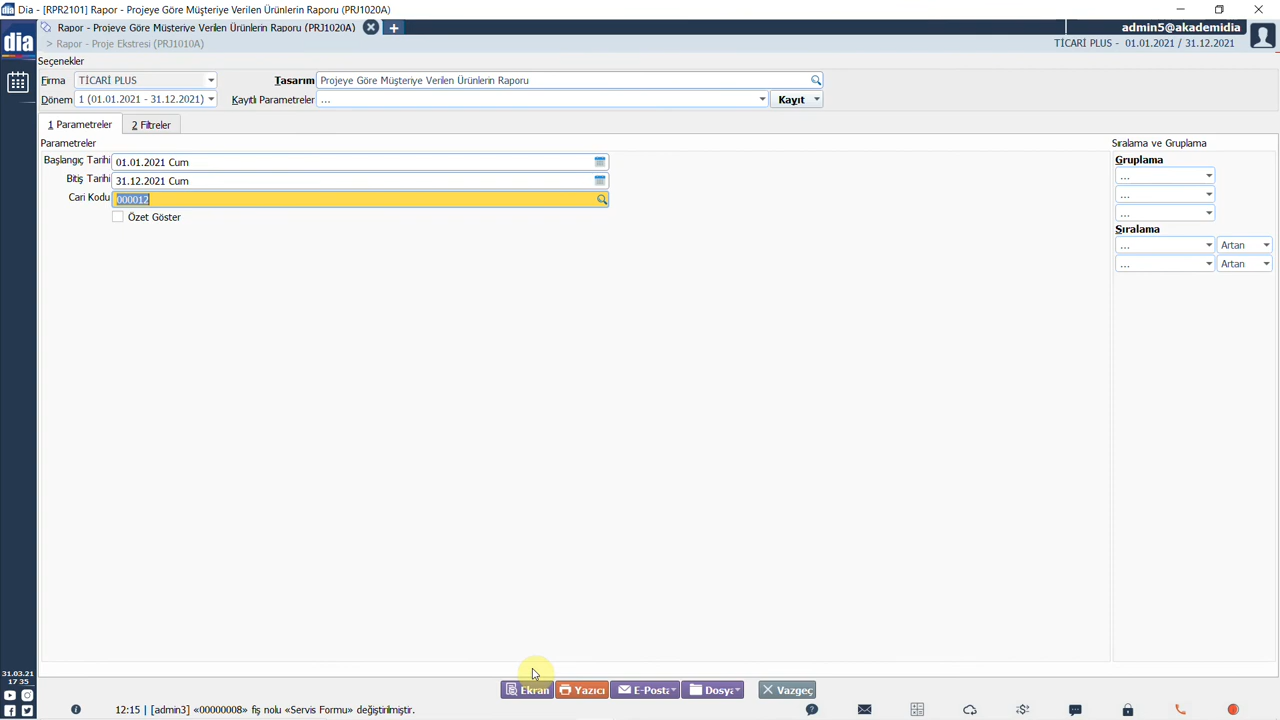 Dia - [RPR2101] Rapor - Projeye Göre Müşteriye Verilen Ürünlerin Raporu (PRJ1020A)
dia
Rapor - Projeye Göre Müşteriye Verilen Ürünlerin Raporu (PRJ1020A)
admin5@akademidia
> Rapor - Proje Ekstresi (PRJ1010A)
TİCARİ PLUS - 01.01.2021 / 31.12.2021
Seçenekler
Firma TİCARİ PLUS Tasarım Projeye Göre Müşteriye Verilen Ürünlerin Raporu
Dönem 1 (01.01.2021 - 31.12.2021) Kayıtlı Parametreler ... Kayıt
1 Parametreler 2 Filtreler
Parametreler Sıralama ve Gruplama
Başlangıç Tarihi 01.01.2021 Cum Gruplama
...
Bitiş Tarihi 31.12.2021 Cum
...
Cari Kodu 000012
...
Özet Göster
Sıralama
... Artan
... Artan
31.03.21
17 35
Ekran Yazıcı E-Posta Dosya Vazgeç
12:15 | [admin3] «00000008» fiş nolu «Servis Formu» değiştirilmiştir.